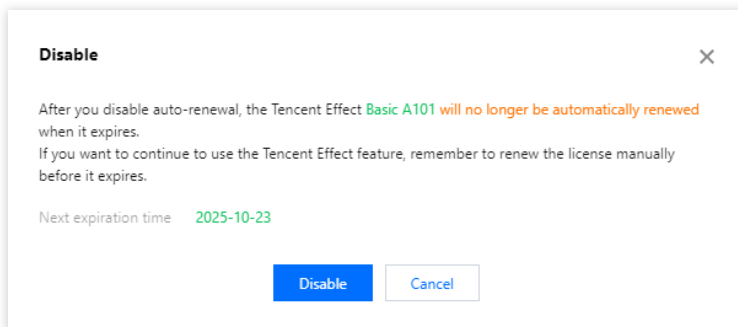 Disable
After you disable auto-renewal, the Tencent Effect Basic A101 will no longer be automatically renewed
when it expires.
If you want to continue to use the Tencent Effect feature, remember to renew the license manually
before it expires.
Next expiration time 2025-10-23
Disable Cancel